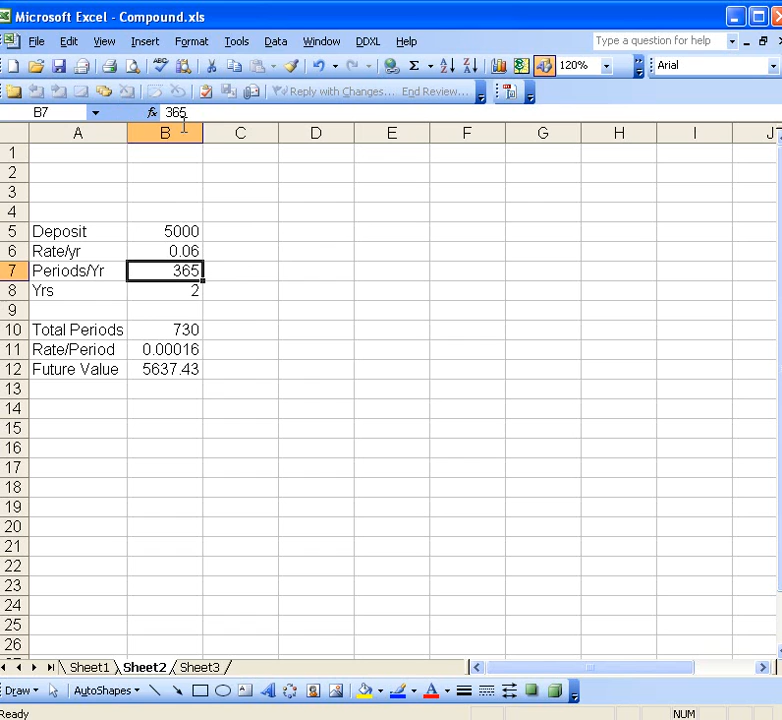 Microsoft Excel - Compound.xls
File Edit View Insert Format Tools Data Window DDXL Help
Type a question for help
ABC Σ A Z Z A 120% » Arial
Reply with Changes... End Review...
B7 fx 365
A B C D E F G H I J
1
2
3
4
5 Deposit 5000
6 Rate/yr 0.06
7 Periods/Yr 365
8 Yrs 2
9
10 Total Periods 730
11 Rate/Period 0.00016
12 Future Value 5637.43
13
14
15
16
17
18
19
20
21
22
23
24
25
26
Sheet1 Sheet2 Sheet3
Draw AutoShapes A A
Ready NUM